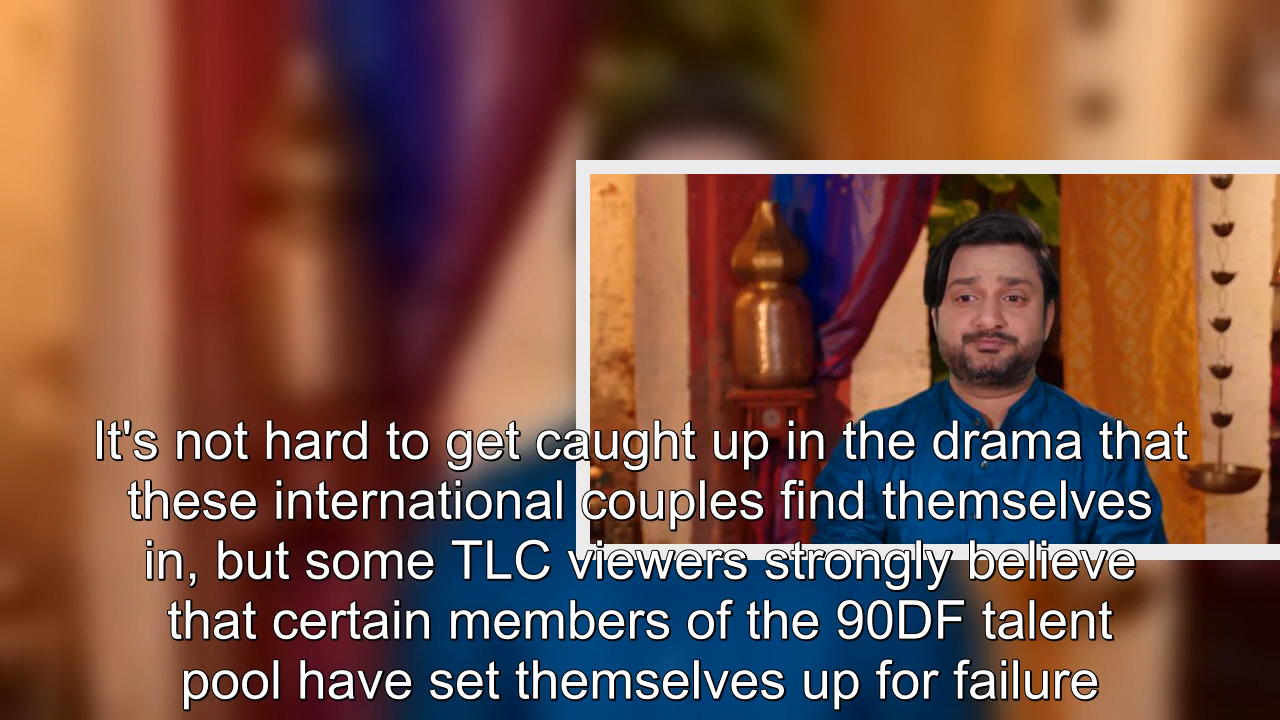 It's not hard to get caught up in the drama that
these international couples find themselves
in, but some TLC viewers strongly believe
that certain members of the 90DF talent
pool have set themselves up for failure